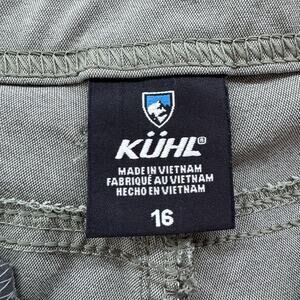 KÜHL®
MADE IN VIETNAM
FABRIQUÉ AU VIETNAM
HECHO EN VIETNAM
16